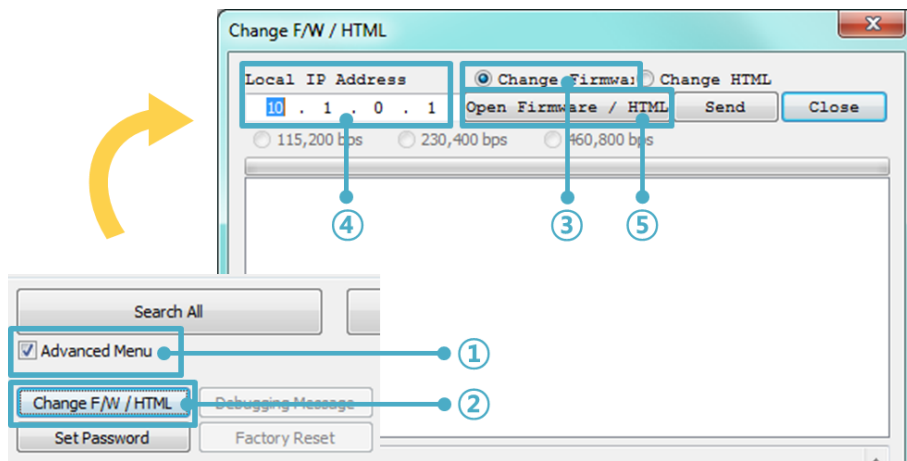 Change F/W / HTML
x
Local IP Address
Change Firmwar
Change HTML
10 . 1 . 0 . 1
Open Firmware / HTML
Send
Close
115,200 bps
230,400 bps
460,800 bps
④
③
⑤
Search All
Advanced Menu
①
Change F/W / HTML
Debugging Message
②
Set Password
Factory Reset